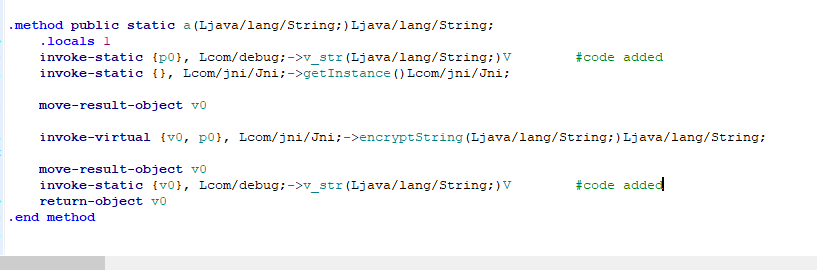 .method public static a(Ljava/lang/String;)Ljava/lang/String;
.locals 1
invoke-static {p0}, Lcom/debug;->v_str(Ljava/lang/String;)V #code added
invoke-static {}, Lcom/jni/Jni;->getInstance()Lcom/jni/Jni;
move-result-object v0
invoke-virtual {v0, p0}, Lcom/jni/Jni;->encryptString(Ljava/lang/String;)Ljava/lang/String;
move-result-object v0
invoke-static {v0}, Lcom/debug;->v_str(Ljava/lang/String;)V #code added
return-object v0
.end method